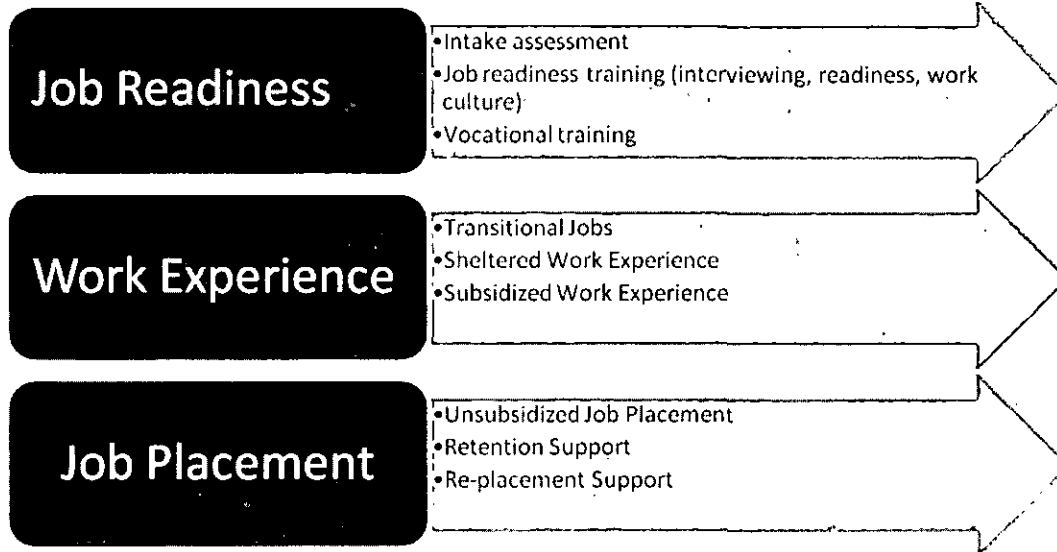 Job Readiness
•Intake assessment
•Job readiness training (interviewing, readiness, work
culture)
•Vocational training
Work Experience
•Transitional Jobs
•Sheltered Work Experience
•Subsidized Work Experience
Job Placement
•Unsubsidized Job Placement
•Retention Support
•Re-placement Support